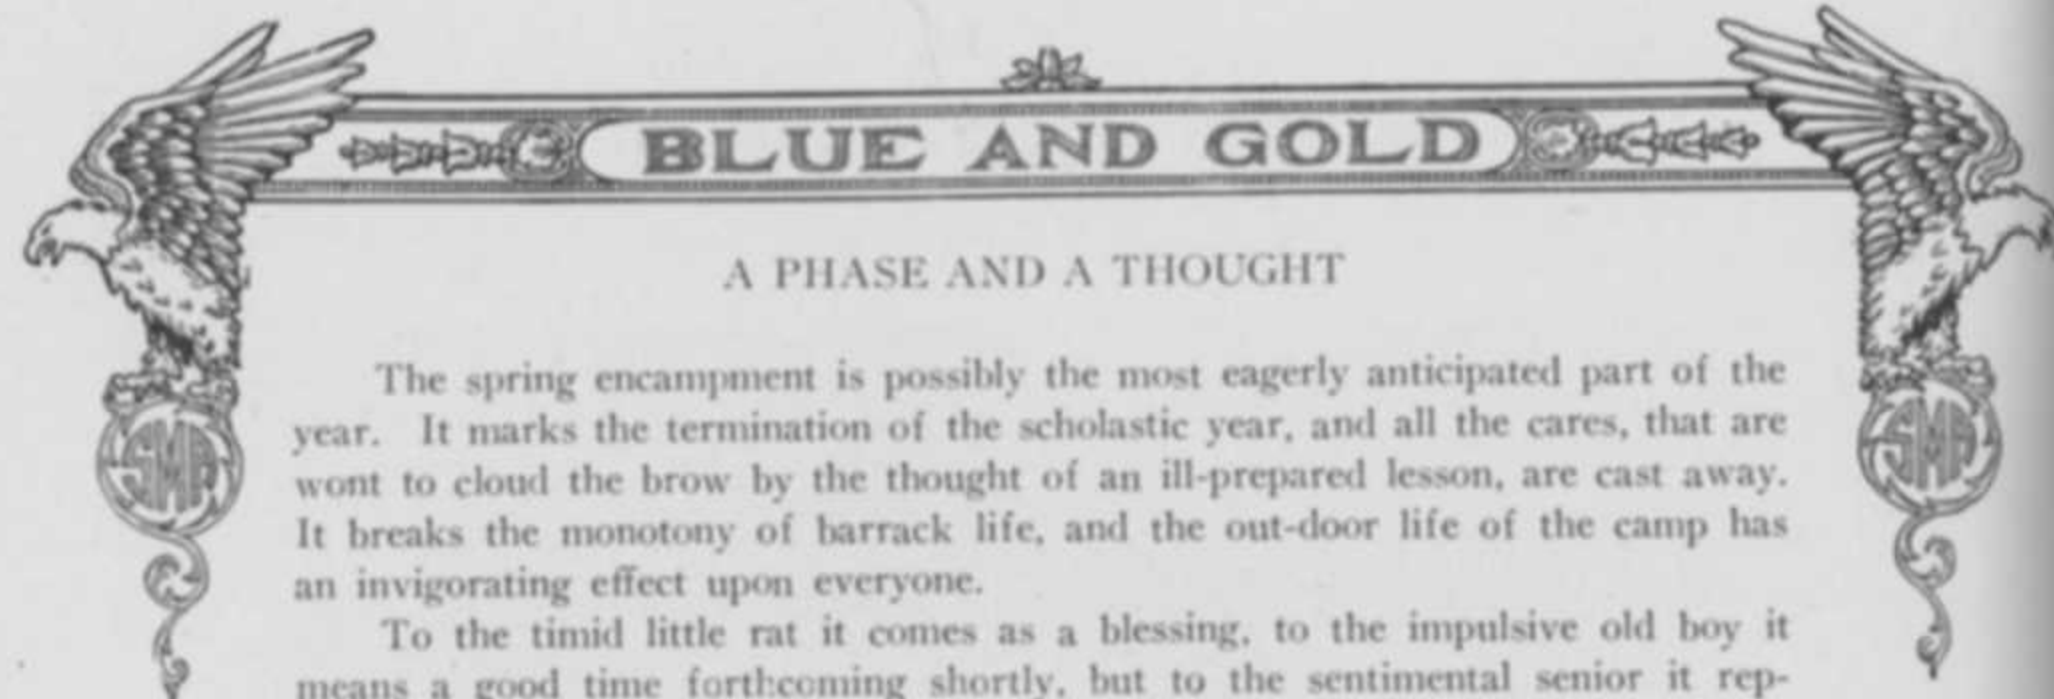 BLUE AND GOLD
A PHASE AND A THOUGHT
The spring encampment is possibly the most eagerly anticipated part of the
year. It marks the termination of the scholastic year, and all the cares, that are
wont to cloud the brow by the thought of an ill-prepared lesson, are cast away.
It breaks the monotony of barrack life, and the out-door life of the camp has
an invigorating effect upon everyone.
To the timid little rat it comes as a blessing, to the impulsive old boy it
means a good time forthcoming shortly, but to the sentimental senior it rep-
SMA
SMA